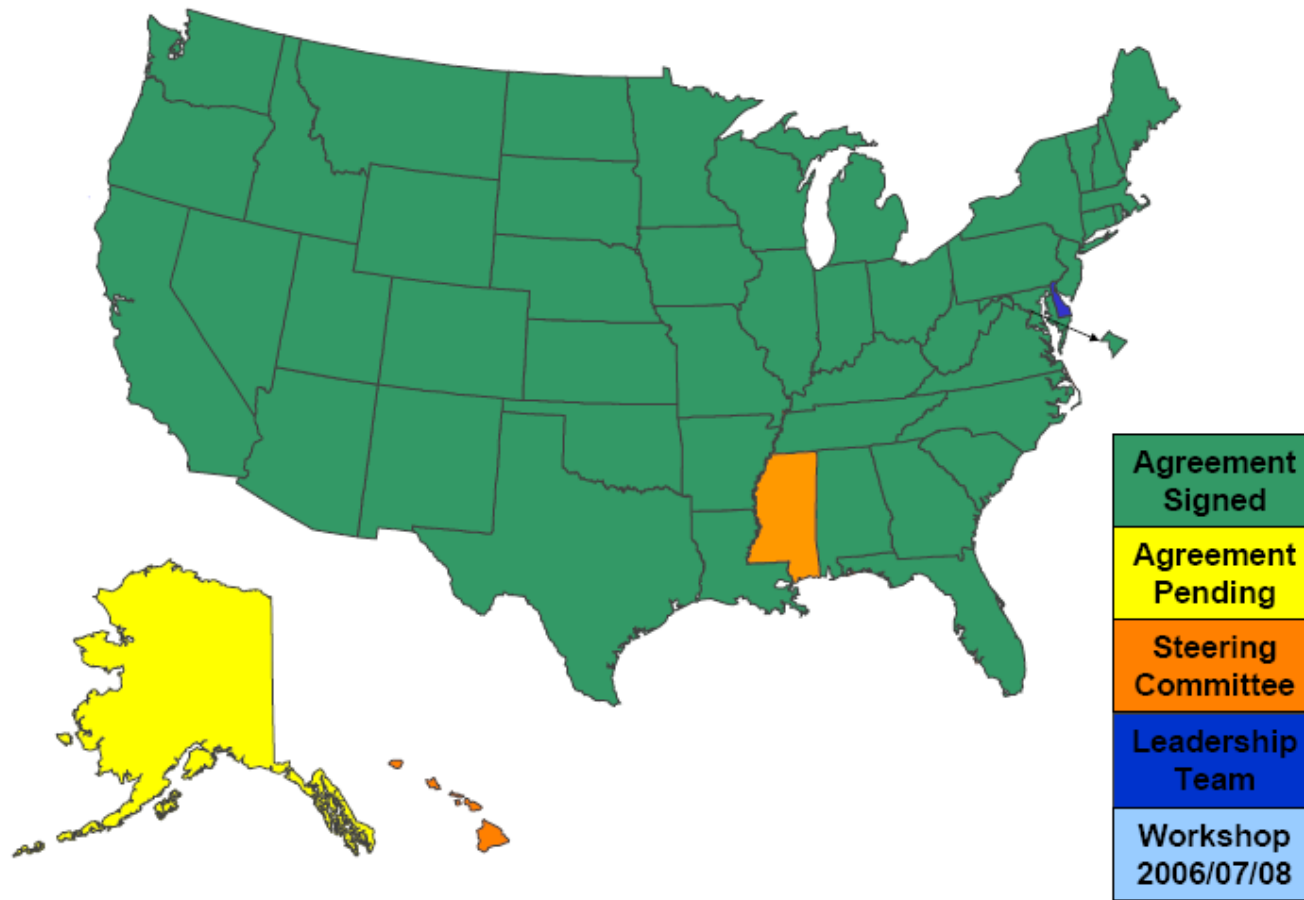 Agreement
Signed
Agreement
Pending
Steering
Committee
Leadership
Team
Workshop
2006/07/08